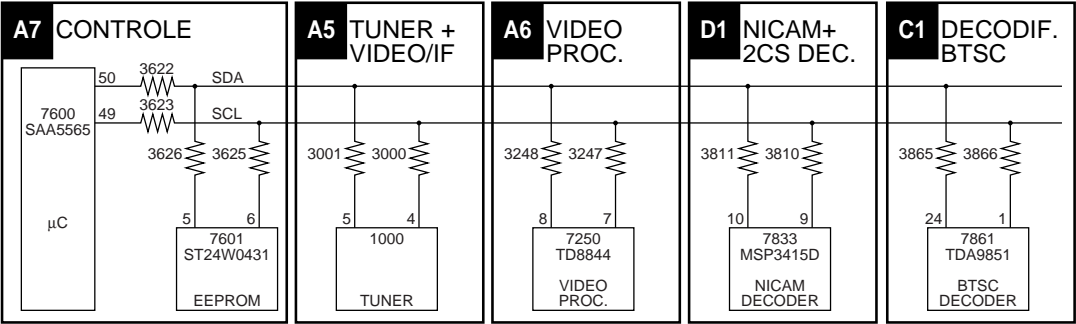 A7 CONTROLE
50
3622
SDA
7600
SAA5565
49
3623
SCL
3626
3625
µC
5
6
7601
ST24W0431
EEPROM
A5 TUNER +
VIDEO/IF
3001
3000
5
4
1000
TUNER
A6 VIDEO
PROC.
3248
3247
8
7
7250
TD8844
VIDEO
PROC.
D1 NICAM+
2CS DEC.
3811
3810
10
9
7833
MSP3415D
NICAM
DECODER
C1 DECODIF.
BTSC
3865
3866
24
1
7861
TDA9851
BTSC
DECODER